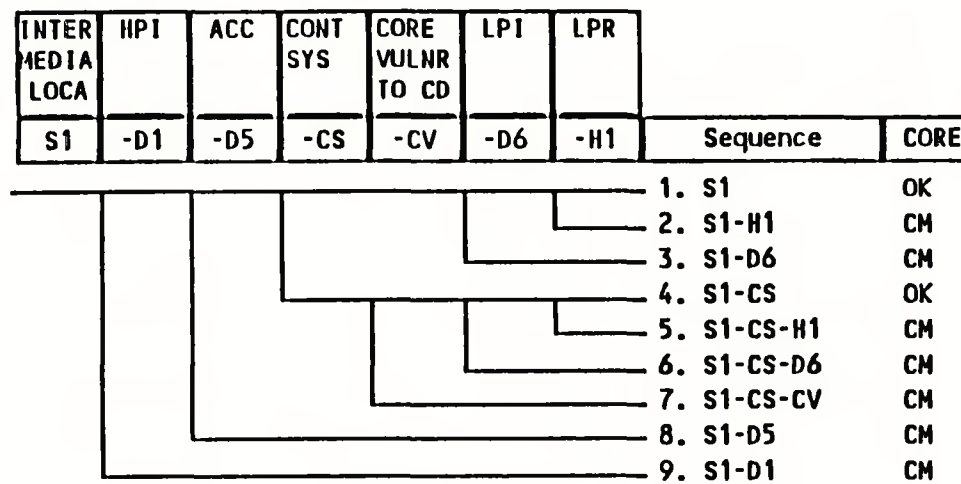 INTER HPI ACC CONT CORE LPI LPR
MEDIA SYS VULNR
LOCA TO CD
S1 -D1 -D5 -CS -CV -D6 -H1 Sequence CORE
1. S1 OK
2. S1-H1 CM
3. S1-D6 CM
4. S1-CS OK
5. S1-CS-H1 CM
6. S1-CS-D6 CM
7. S1-CS-CV CM
8. S1-D5 CM
9. S1-D1 CM